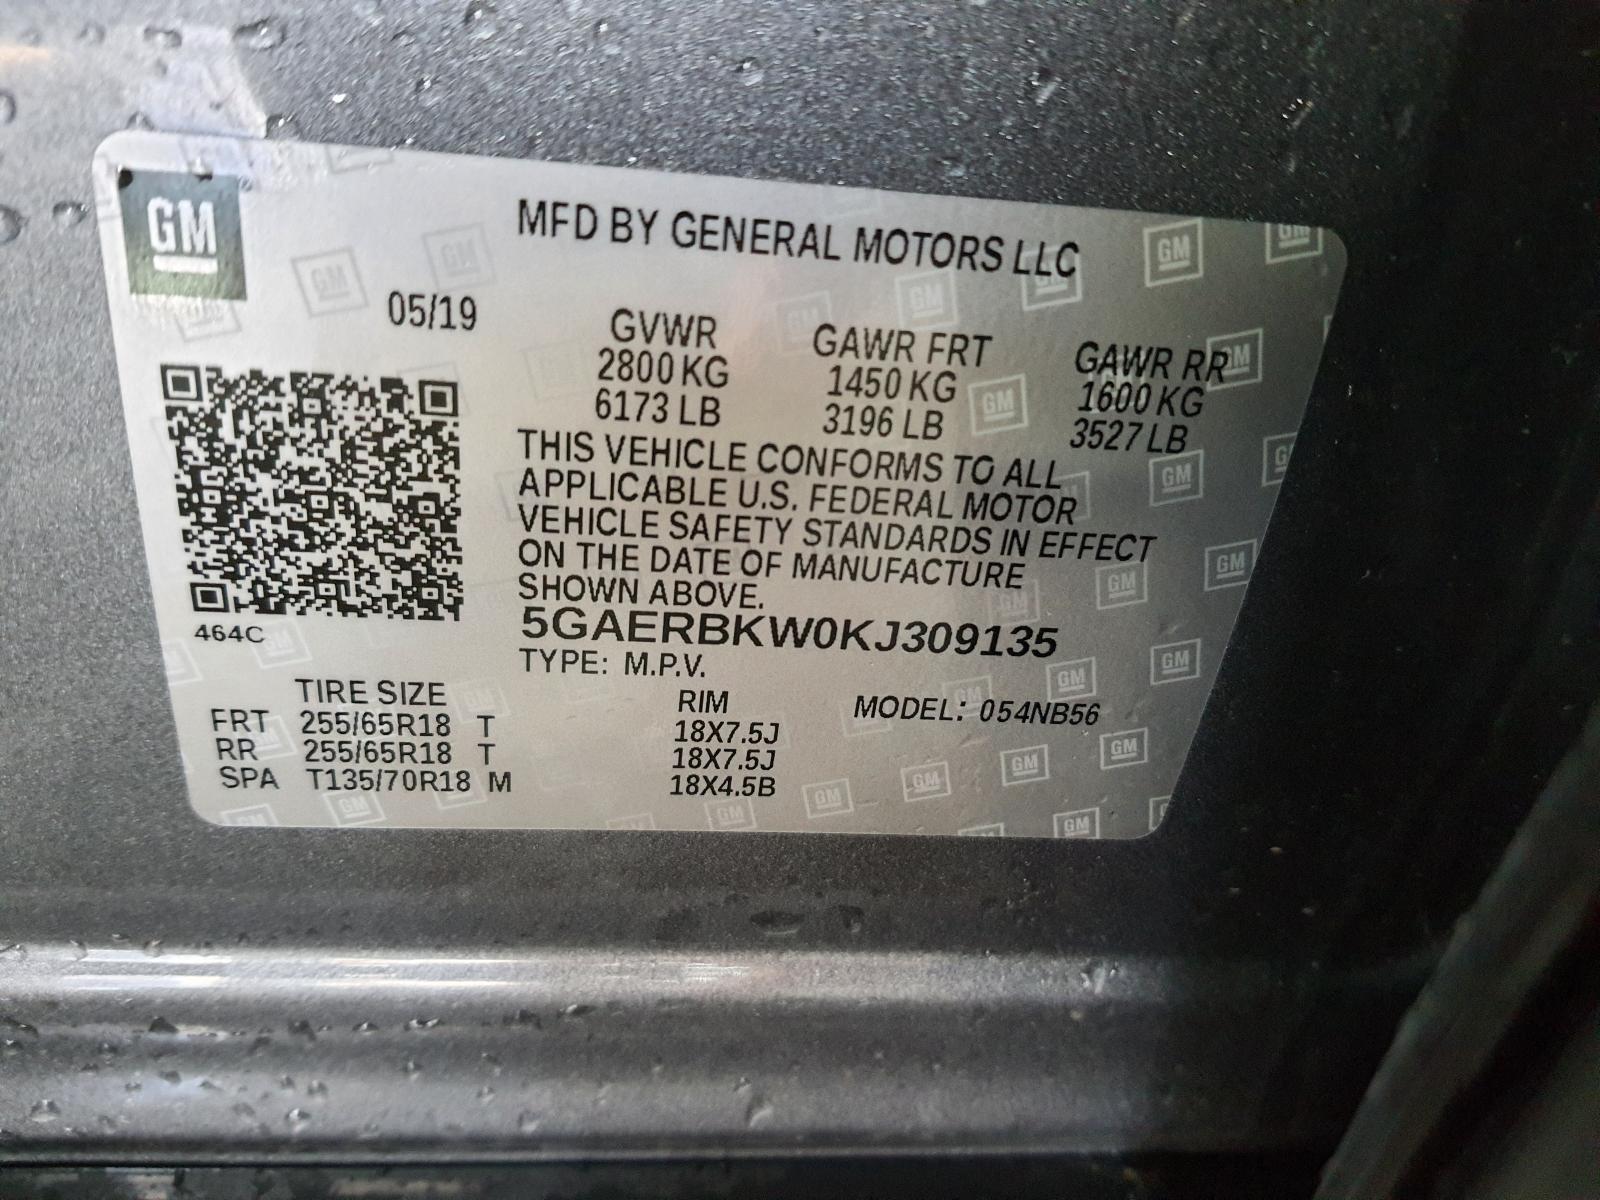 GM
MFD BY GENERAL MOTORS LLC
05/19
GVWR GAWR FRT GAWR RR
2800 KG 1450 KG 1600 KG
6173 LB 3196 LB 3527 LB
THIS VEHICLE CONFORMS TO ALL
APPLICABLE U.S. FEDERAL MOTOR
VEHICLE SAFETY STANDARDS IN EFFECT
ON THE DATE OF MANUFACTURE
SHOWN ABOVE.
464C
5GAERBKW0KJ309135
TYPE: M.P.V.
TIRE SIZE RIM MODEL: 054NB56
FRT 255/65R18 T 18X7.5J
RR 255/65R18 T 18X7.5J
SPA T135/70R18 M 18X4.5B